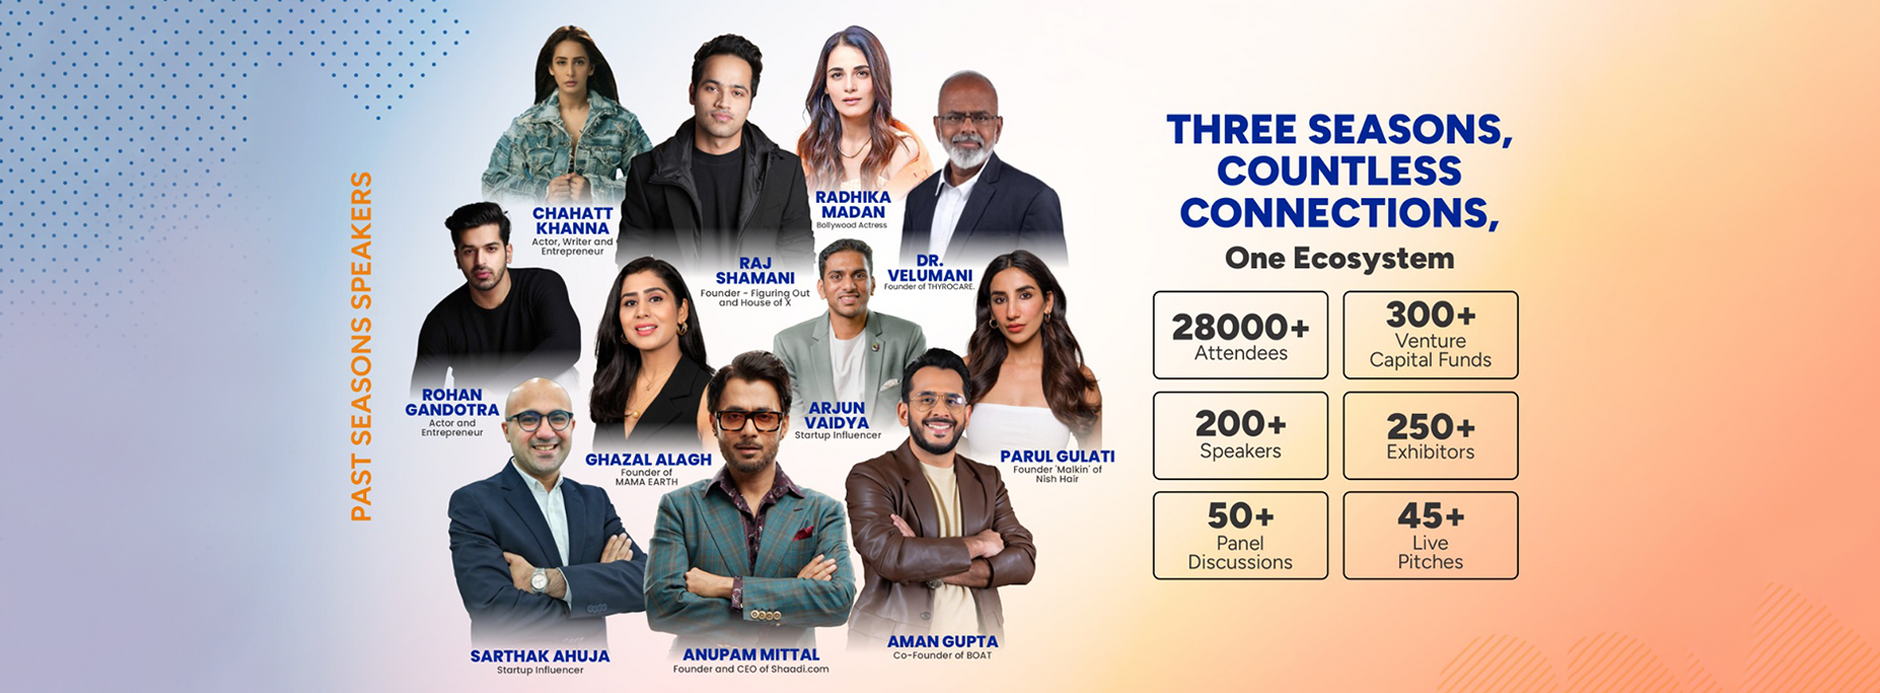 PAST SEASONS SPEAKERS
CHAHATT
KHANNA
Actor, Writer and
Entrepreneur
RAJ
SHAMANI
Founder - Figuring Out
and House of X
RADHIKA
MADAN
Bollywood Actress
DR.
VELUMANI
Founder of THYROCARE.
ROHAN
GANDOTRA
Actor and
Entrepreneur
GHAZAL ALAGH
Founder of
MAMA EARTH
ARJUN
VAIDYA
Startup Influencer
PARUL GULATI
Founder 'Malkin' of
Nish Hair
SARTHAK AHUJA
Startup Influencer
ANUPAM MITTAL
Founder and CEO of Shaadi.com
AMAN GUPTA
Co-Founder of BOAT
THREE SEASONS,
COUNTLESS
CONNECTIONS,
One Ecosystem
28000+
Attendees
300+
Venture
Capital Funds
200+
Speakers
250+
Exhibitors
50+
Panel
Discussions
45+
Live
Pitches